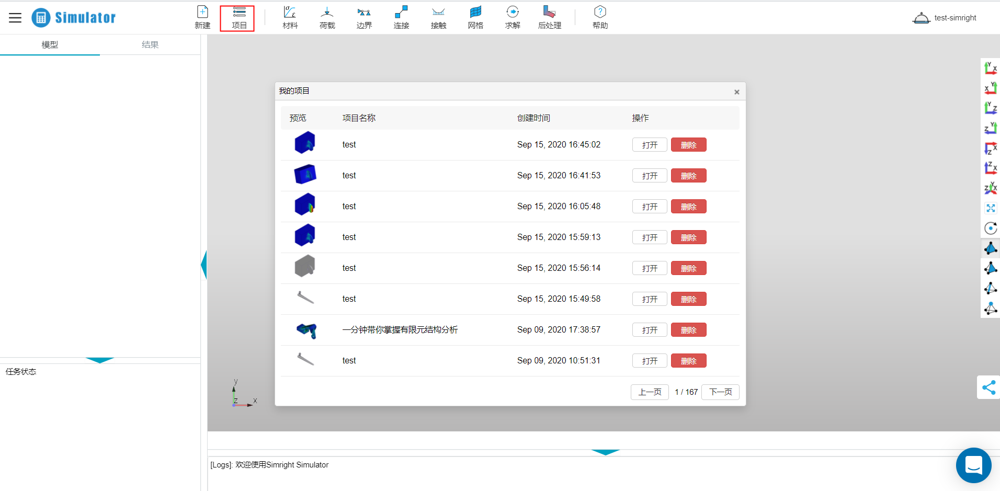 Simulator
新建
项目
材料
荷载
边界
连接
接触
网格
求解
后处理
帮助
test-simright
模型
结果
我的项目
预览 项目名称 创建时间 操作
test Sep 15, 2020 16:45:02 打开 删除
test Sep 15, 2020 16:41:53 打开 删除
test Sep 15, 2020 16:05:48 打开 删除
test Sep 15, 2020 15:59:13 打开 删除
test Sep 15, 2020 15:56:14 打开 删除
test Sep 15, 2020 15:49:58 打开 删除
一分钟带你掌握有限元结构分析 Sep 09, 2020 17:38:57 打开 删除
test Sep 09, 2020 10:51:31 打开 删除
上一页 1 / 167 下一页
任务状态
y
z
x
Y X
X Y
Y Z
Z Y
Z X
Z X
Z Y X
[Logs]: 欢迎使用Simright Simulator